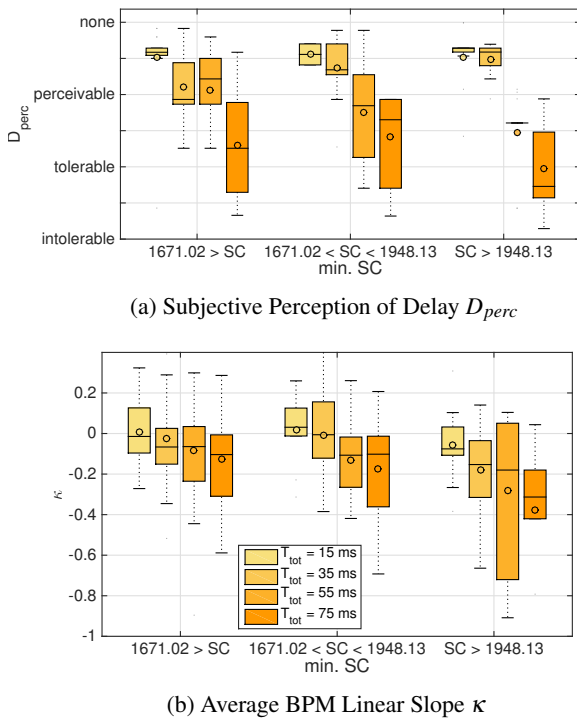 none
perceivable
tolerable
intolerable
D_perc
1671.02 > SC
1671.02 < SC < 1948.13
SC > 1948.13
min. SC
(a) Subjective Perception of Delay D_perc
0.2
0
-0.2
-0.4
-0.6
-0.8
-1
κ
T_tot = 15 ms
T_tot = 35 ms
T_tot = 55 ms
T_tot = 75 ms
1671.02 > SC
1671.02 < SC < 1948.13
SC > 1948.13
min. SC
(b) Average BPM Linear Slope κ